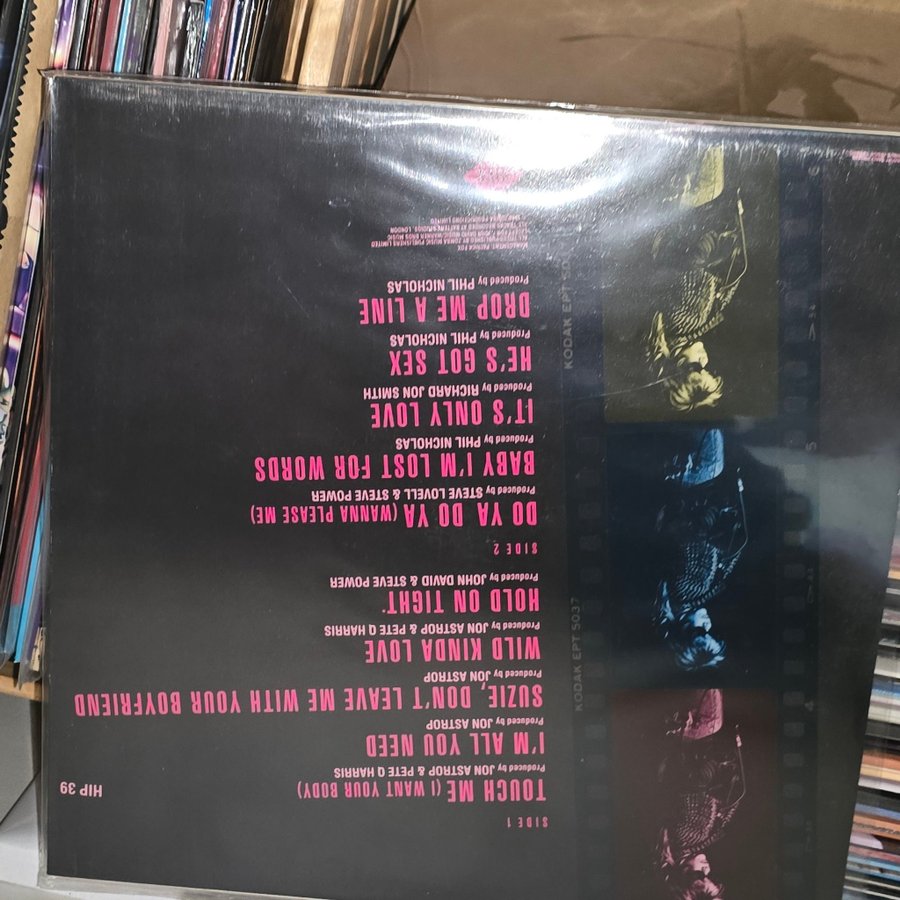 HIP 39
SIDE 1
TOUCH ME (I WANT YOUR BODY)
Produced by JON ASTROP & PETE Q HARRIS
I'M ALL YOU NEED
Produced by JON ASTROP
SUZIE, DON'T LEAVE ME WITH YOUR BOYFRIEND
Produced by JON ASTROP
WILD KINDA LOVE
Produced by JON ASTROP & PETE Q HARRIS
HOLD ON TIGHT
Produced by JOHN DAVID & STEVE POWER
SIDE 2
DO YA DO YA (WANNA PLEASE ME)
Produced by STEVE LOVELL & STEVE POWER
BABY I'M LOST FOR WORDS
Produced by PHIL NICHOLAS
IT'S ONLY LOVE
Produced by RICHARD JON SMITH
HE'S GOT SEX
Produced by PHIL NICHOLAS
DROP ME A LINE
Produced by PHIL NICHOLAS
KODAK EPT 5037
KODAK EPT
5
6